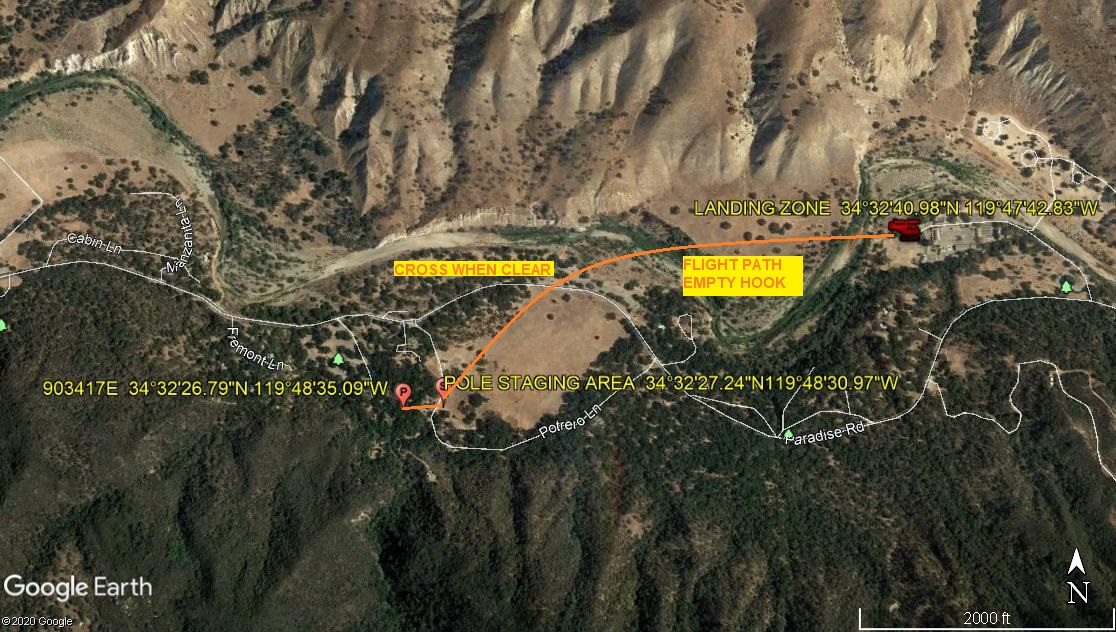 LANDING ZONE 34°32'40.98"N 119°47'42.83"W
Manzanita Ln
Cabin Ln
CROSS WHEN CLEAR
FLIGHT PATH
EMPTY HOOK
Fremont-Ln
903417E 34°32'26.79"N 119°48'35.09"W
P
POLE STAGING AREA 34°32'27.24"N119°48'30.97"W
Potrero-Ln
Paradise-Rd
Google Earth
©2020 Google
N
2000 ft